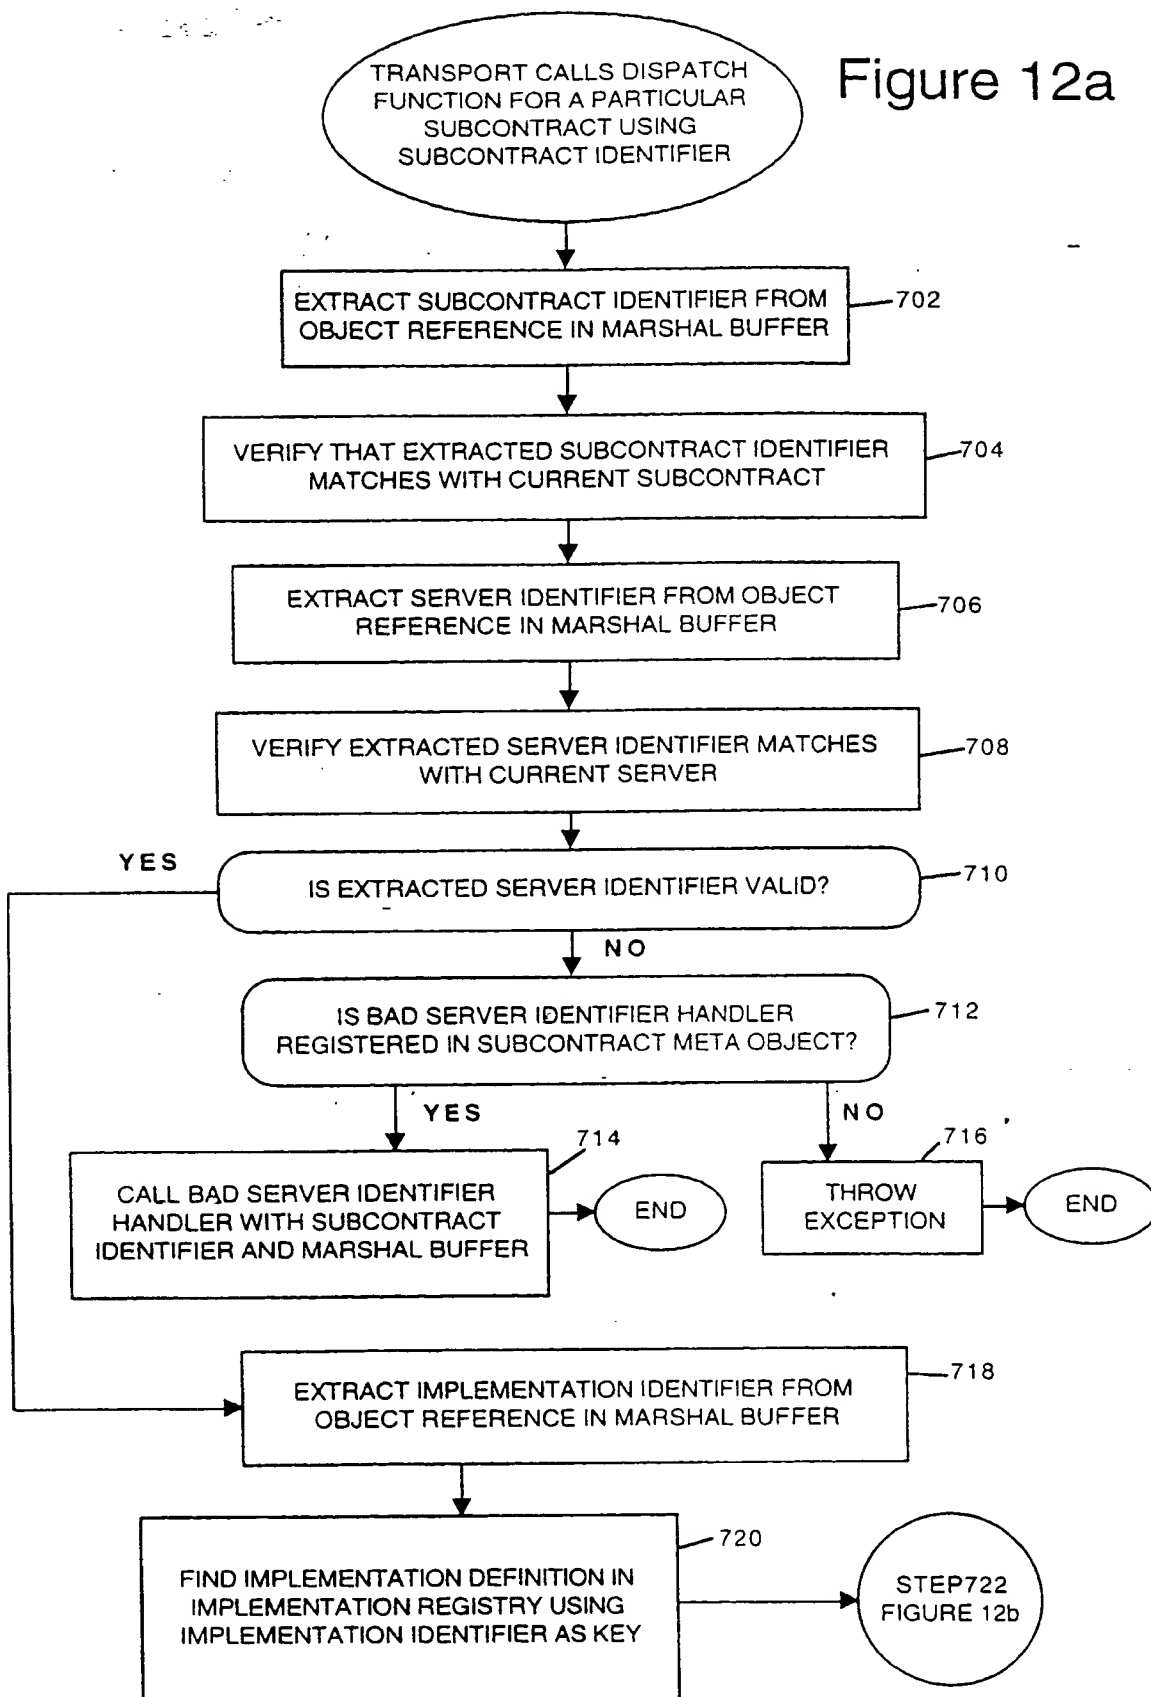 Figure 12a
TRANSPORT CALLS DISPATCH
FUNCTION FOR A PARTICULAR
SUBCONTRACT USING
SUBCONTRACT IDENTIFIER
EXTRACT SUBCONTRACT IDENTIFIER FROM
OBJECT REFERENCE IN MARSHAL BUFFER
702
VERIFY THAT EXTRACTED SUBCONTRACT IDENTIFIER
MATCHES WITH CURRENT SUBCONTRACT
704
EXTRACT SERVER IDENTIFIER FROM OBJECT
REFERENCE IN MARSHAL BUFFER
706
VERIFY EXTRACTED SERVER IDENTIFIER MATCHES
WITH CURRENT SERVER
708
YES
IS EXTRACTED SERVER IDENTIFIER VALID?
710
NO
IS BAD SERVER IDENTIFIER HANDLER
REGISTERED IN SUBCONTRACT META OBJECT?
712
YES
NO
714
CALL BAD SERVER IDENTIFIER
HANDLER WITH SUBCONTRACT
IDENTIFIER AND MARSHAL BUFFER
END
716
THROW
EXCEPTION
END
EXTRACT IMPLEMENTATION IDENTIFIER FROM
OBJECT REFERENCE IN MARSHAL BUFFER
718
FIND IMPLEMENTATION DEFINITION IN
IMPLEMENTATION REGISTRY USING
IMPLEMENTATION IDENTIFIER AS KEY
720
STEP722
FIGURE 12b